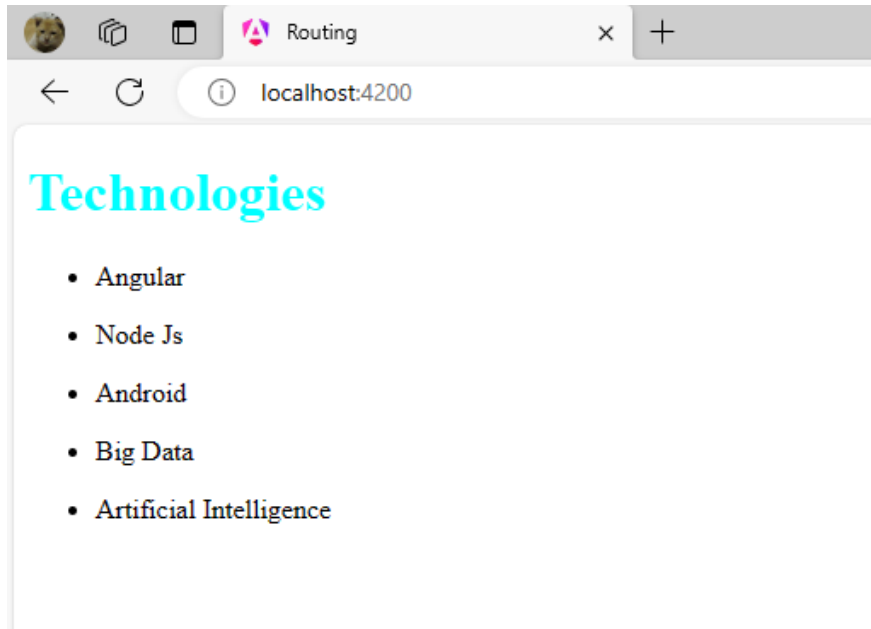 Routing
localhost:4200
Technologies
Angular
Node Js
Android
Big Data
Artificial Intelligence